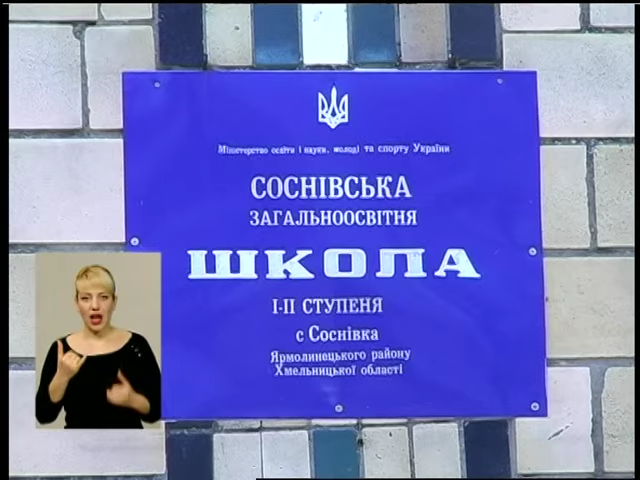 Міністерство освіти і науки, молоді та спорту України
СОСНІВСЬКА
ЗАГАЛЬНООСВІТНЯ
ШКОЛА
І-ІІ СТУПЕНЯ
с Соснівка
Ярмолинецького району
Хмельницької області